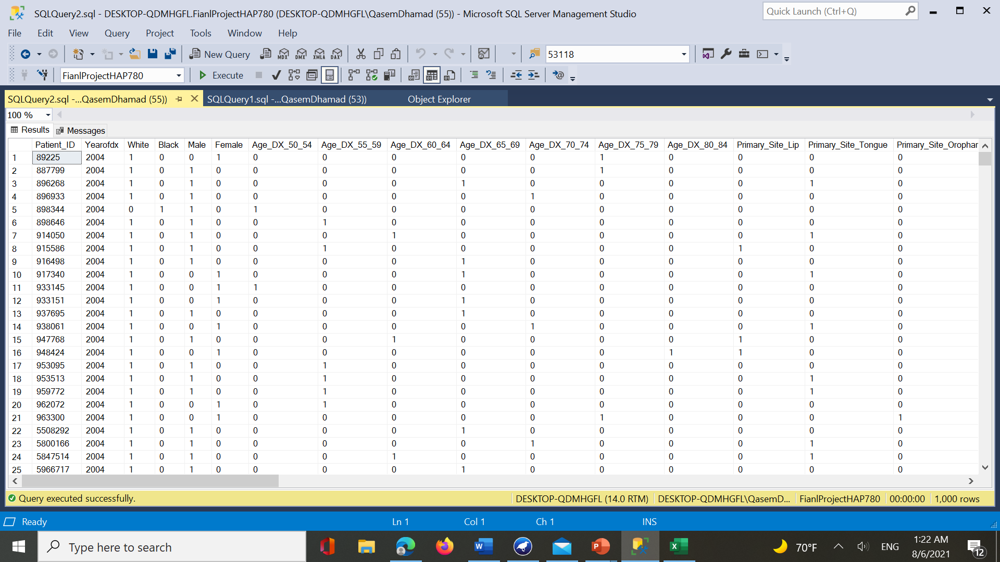 SQLQuery2.sql - DESKTOP-QDMHGFL.FianlProjectHAP780 (DESKTOP-QDMHGFL\QasemDhamad (55)) - Microsoft SQL Server Management Studio
Quick Launch (Ctrl+Q)
File Edit View Query Project Tools Window Help
New Query MDX DMX XMLA DAX 53118
FianlProjectHAP780 Execute
SQLQuery2.sql -...QasemDhamad (55)) SQLQuery1.sql -...QasemDhamad (53)) Object Explorer
100 %
Results Messages
Patient_ID Yearofdx White Black Male Female Age_DX_50_54 Age_DX_55_59 Age_DX_60_64 Age_DX_65_69 Age_DX_70_74 Age_DX_75_79 Age_DX_80_84 Primary_Site_Lip Primary_Site_Tongue Primary_Site_Orophar
1 89225 2004 1 0 0 1 0 0 0 0 0 1 0 0 0 0
2 887799 2004 1 0 1 0 0 0 0 0 0 1 0 0 0 0
3 896268 2004 1 0 1 0 0 0 0 1 0 0 0 0 1 0
4 896933 2004 1 0 1 0 0 0 0 0 1 0 0 0 0 0
5 898344 2004 0 1 1 0 1 0 0 0 0 0 0 0 0 0
6 898646 2004 1 0 1 0 0 1 0 0 0 0 0 0 0 0
7 914050 2004 1 0 1 0 0 0 1 0 0 0 0 0 1 0
8 915586 2004 1 0 1 0 0 1 0 0 0 0 0 1 0 0
9 916498 2004 1 0 1 0 0 0 0 1 0 0 0 0 0 0
10 917340 2004 1 0 0 1 0 0 0 1 0 0 0 0 1 0
11 933145 2004 1 0 0 1 1 0 0 0 0 0 0 0 0 0
12 933151 2004 1 0 0 1 0 0 0 1 0 0 0 0 0 0
13 937695 2004 1 0 1 0 0 0 0 1 0 0 0 0 0 0
14 938061 2004 1 0 0 1 0 0 0 0 1 0 0 0 1 0
15 947768 2004 1 0 1 0 0 0 1 0 0 0 0 1 0 0
16 948424 2004 1 0 0 1 0 0 0 0 0 0 1 1 0 0
17 953095 2004 1 0 1 0 0 1 0 0 0 0 0 0 0 0
18 953513 2004 1 0 1 0 0 1 0 0 0 0 0 0 1 0
19 959772 2004 1 0 1 0 0 1 0 0 0 0 0 0 1 0
20 962072 2004 1 0 0 1 0 1 0 0 0 0 0 0 0 0
21 963300 2004 1 0 0 1 0 0 0 0 0 1 0 0 0 1
22 5508292 2004 1 0 1 0 0 0 0 1 0 0 0 0 0 0
23 5800166 2004 1 0 1 0 0 0 0 0 1 0 0 0 1 0
24 5847514 2004 1 0 1 0 0 0 1 0 0 0 0 0 1 0
25 5966717 2004 1 0 1 0 0 0 0 1 0 0 0 0 0 0
Query executed successfully. DESKTOP-QDMHGFL (14.0 RTM) DESKTOP-QDMHGFL\QasemD... FianlProjectHAP780 00:00:00 1,000 rows
Ready Ln 1 Col 1 Ch 1 INS
Type here to search W P X 70°F ENG 1:22 AM
8/6/2021 12